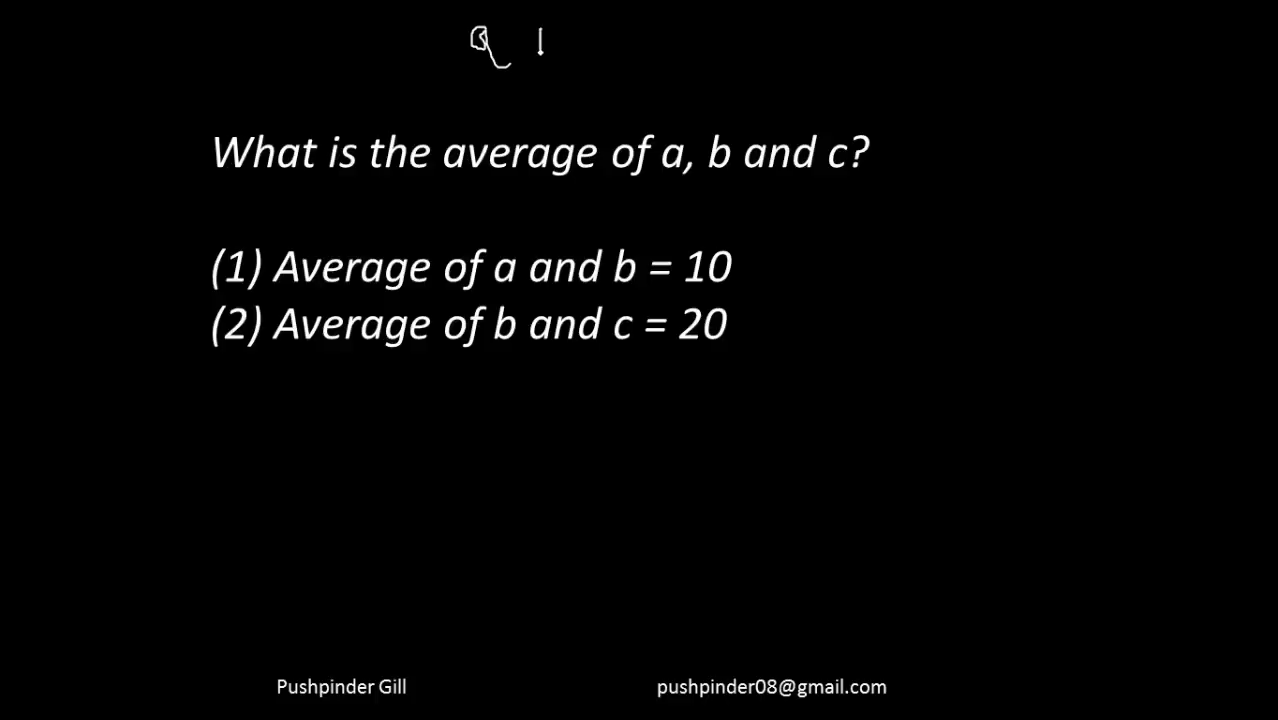 a
What is the average of a, b and c?
(1) Average of a and b = 10
(2) Average of b and c = 20
Pushpinder Gill pushpinder08@gmail.com